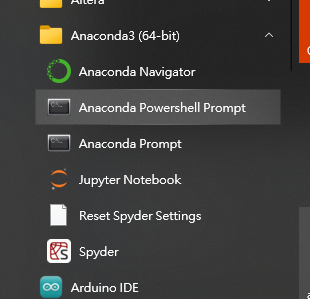 Altera
Anaconda3 (64-bit)
Anaconda Navigator
Anaconda Powershell Prompt
Anaconda Prompt
Jupyter Notebook
Reset Spyder Settings
Spyder
Arduino IDE